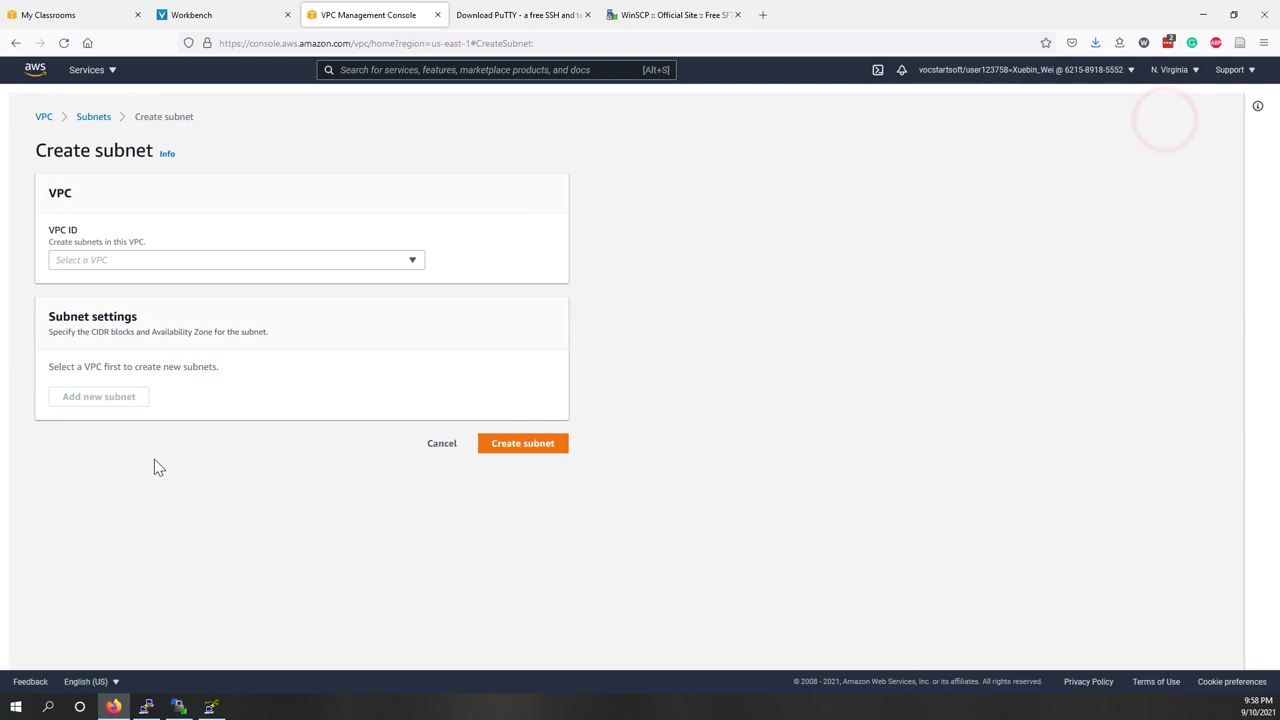 My Classrooms
Workbench
VPC Management Console
Download PuTTY - a free SSH and te
WinSCP :: Official Site :: Free SF
https://console.aws.amazon.com/vpc/home?region=us-east-1#CreateSubnet:
2
W
ABP
aws
Services
Search for services, features, marketplace products, and docs
[Alt+S]
vocstartsoft/user123758=Xuebin_Wei @ 6215-8918-5552
N. Virginia
Support
VPC
Subnets
Create subnet
Create subnet
Info
VPC
VPC ID
Create subnets in this VPC.
Select a VPC
Subnet settings
Specify the CIDR blocks and Availability Zone for the subnet.
Select a VPC first to create new subnets.
Add new subnet
Cancel
Create subnet
Feedback
English (US)
© 2008 - 2021, Amazon Web Services, Inc. or its affiliates. All rights reserved.
Privacy Policy
Terms of Use
Cookie preferences
9:58 PM
9/10/2021